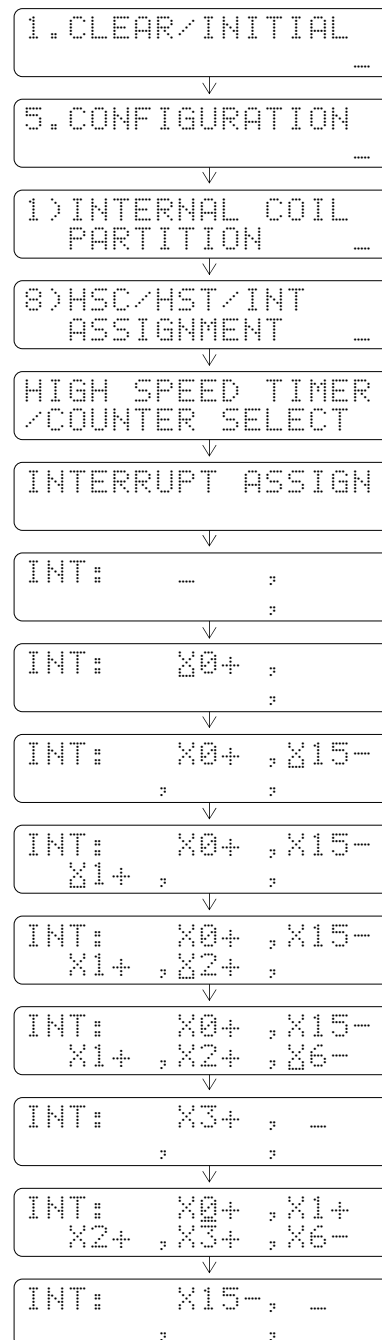 1.CLEAR/INITIAL
_
5.CONFIGURATION
_
1)INTERNAL COIL
PARTITION _
8)HSC/HST/INT
ASSIGNMENT _
HIGH SPEED TIMER
/COUNTER SELECT
INTERRUPT ASSIGN
INT: _ ,
,
INT: X0+ ,
,
INT: X0+ ,X15-
, ,
INT: X0+ ,X15-
X1+ , ,
INT: X0+ ,X15-
X1+ ,X2+ ,
INT: X0+ ,X15-
X1+ ,X2+ ,X6-
INT: X3+ , _
, ,
INT: X0+ ,X1+
X2+ ,X3+ ,X6-
INT: X15-, _
, ,